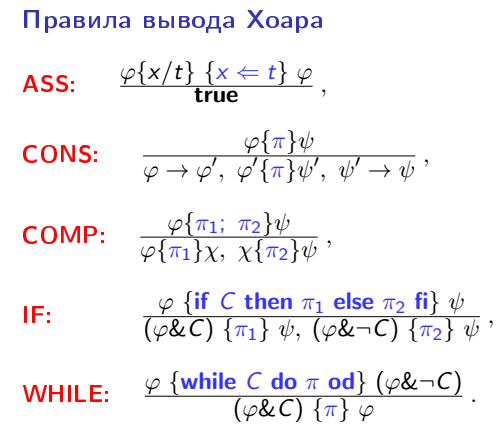 Правила вывода Хоара
ASS: φ{x/t} {x ⇐ t} φ
true ,
CONS: φ{π}ψ
φ → φ′, φ′{π}ψ′, ψ′ → ψ ,
COMP: φ{π₁; π₂}ψ
φ{π₁}χ, χ{π₂}ψ ,
IF: φ {if C then π₁ else π₂ fi} ψ
(φ&C) {π₁} ψ, (φ&¬C) {π₂} ψ ,
WHILE: φ {while C do π od} (φ&¬C)
(φ&C) {π} φ .